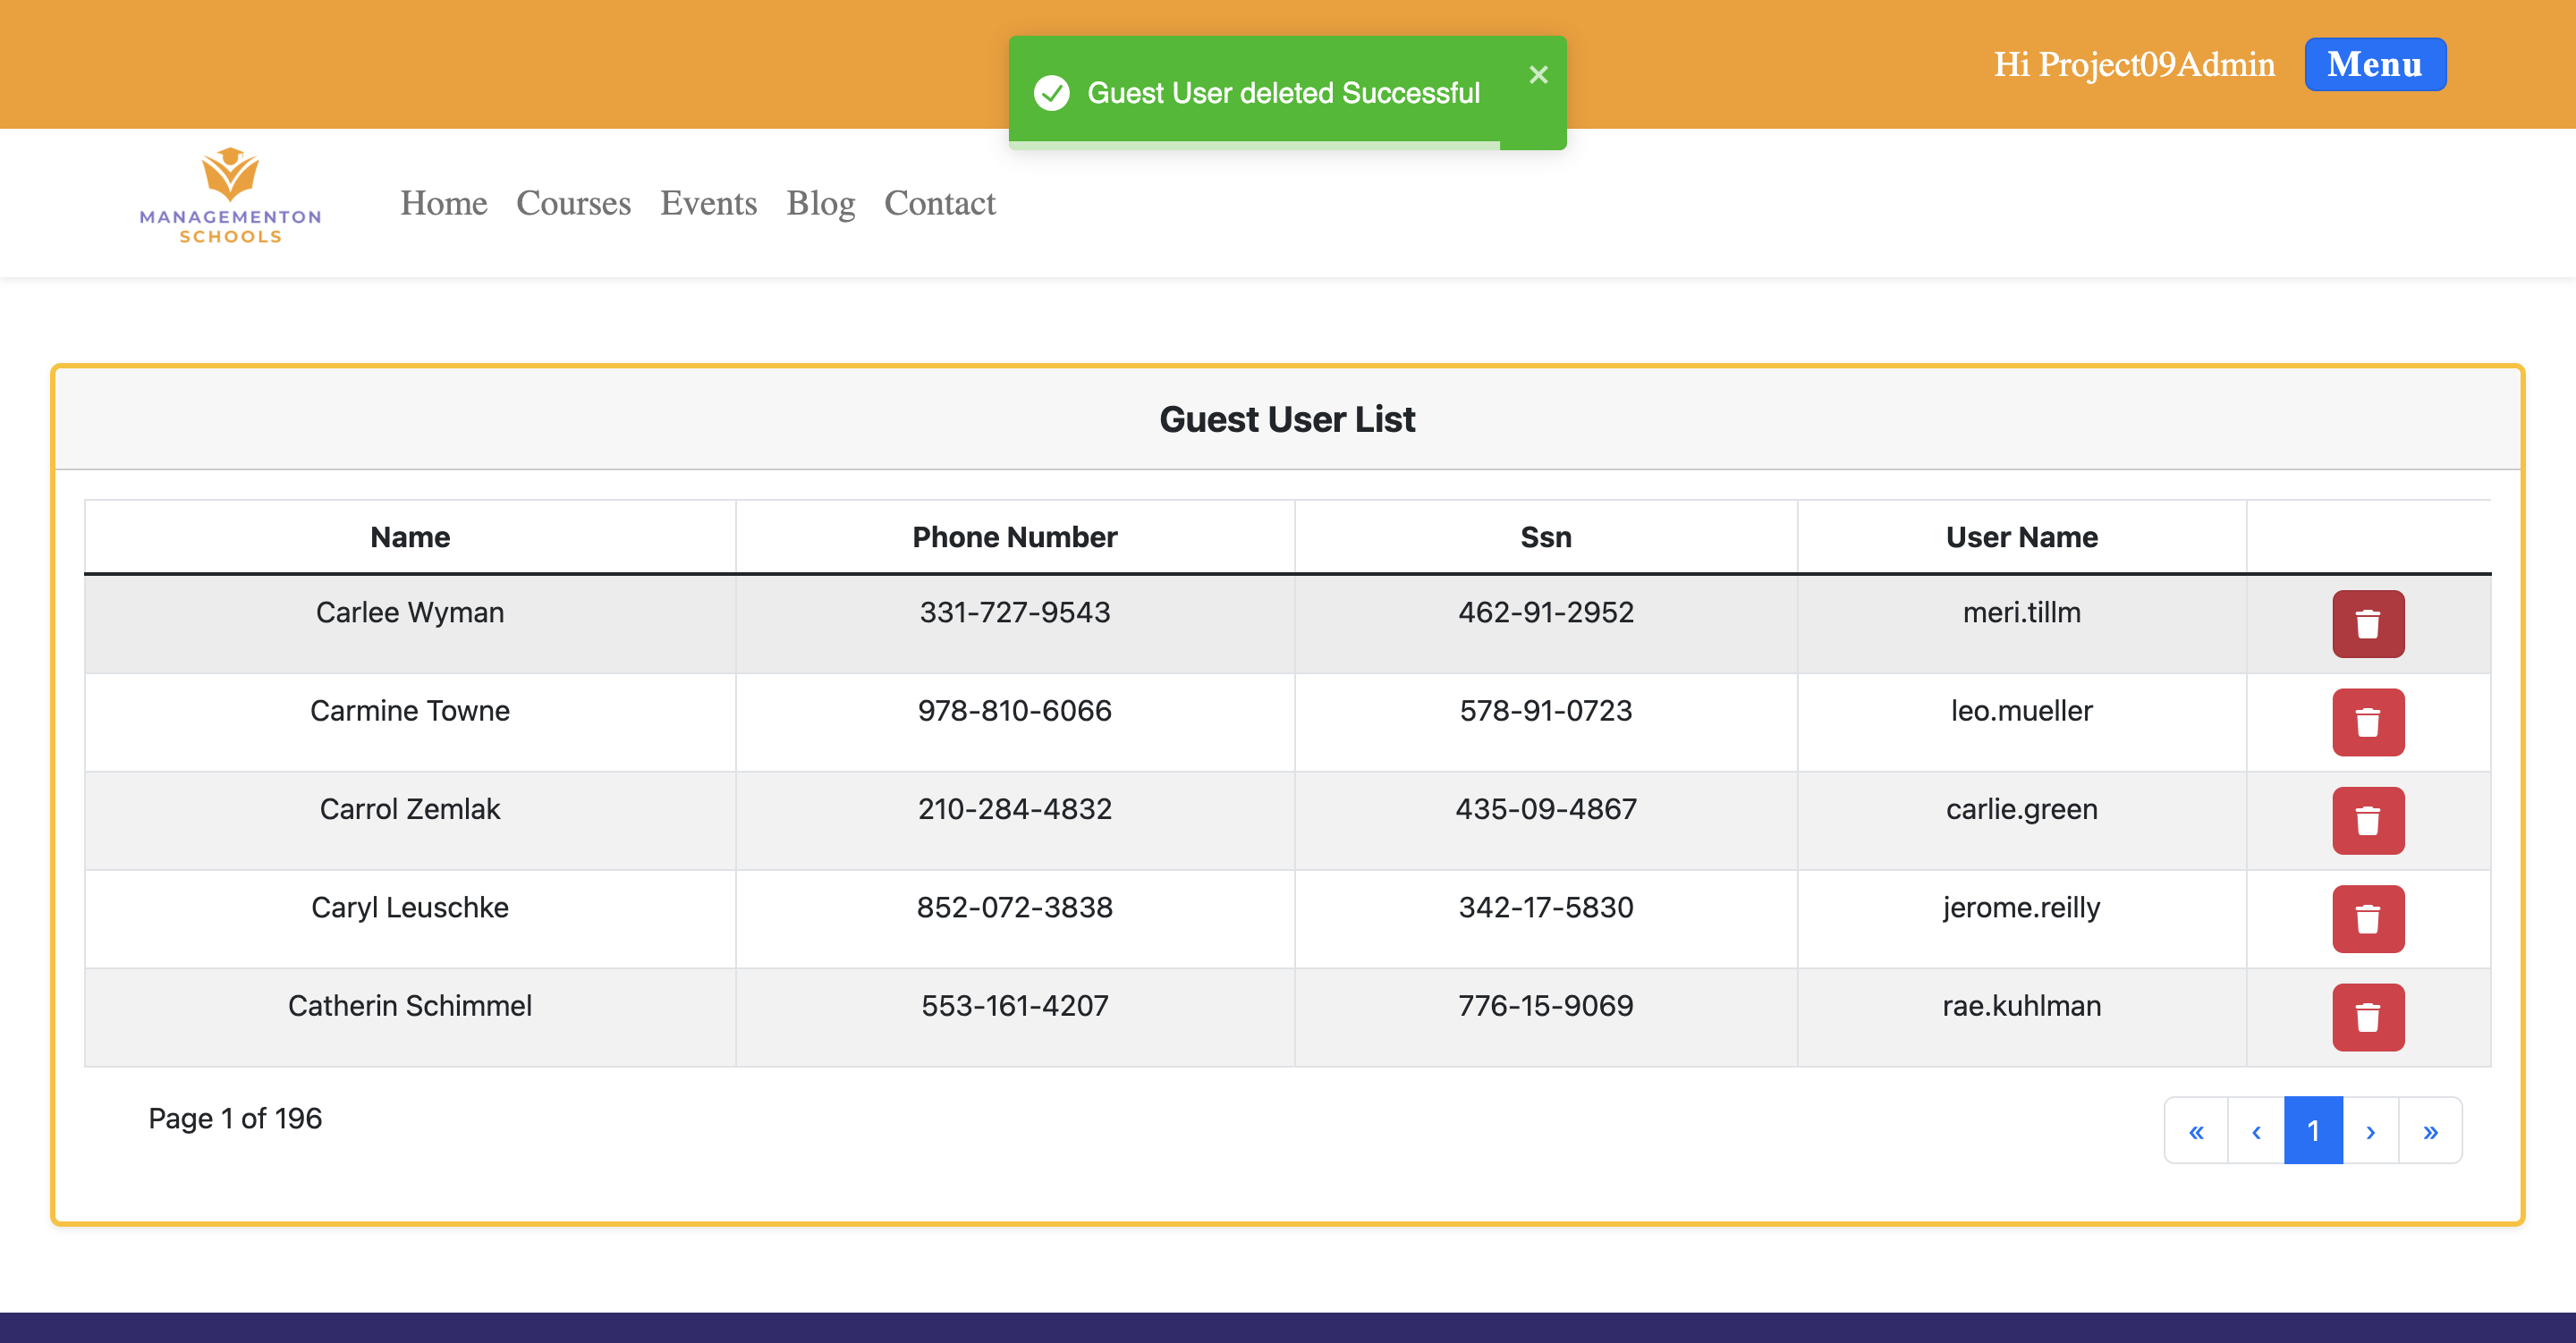 Guest User deleted Successful
Hi Project09Admin Menu
MANAGEMENTON
SCHOOLS
Home Courses Events Blog Contact
Guest User List
Name Phone Number Ssn User Name
Carlee Wyman 331-727-9543 462-91-2952 meri.tillm
Carmine Towne 978-810-6066 578-91-0723 leo.mueller
Carrol Zemlak 210-284-4832 435-09-4867 carlie.green
Caryl Leuschke 852-072-3838 342-17-5830 jerome.reilly
Catherin Schimmel 553-161-4207 776-15-9069 rae.kuhlman
Page 1 of 196
« ‹ 1 › »